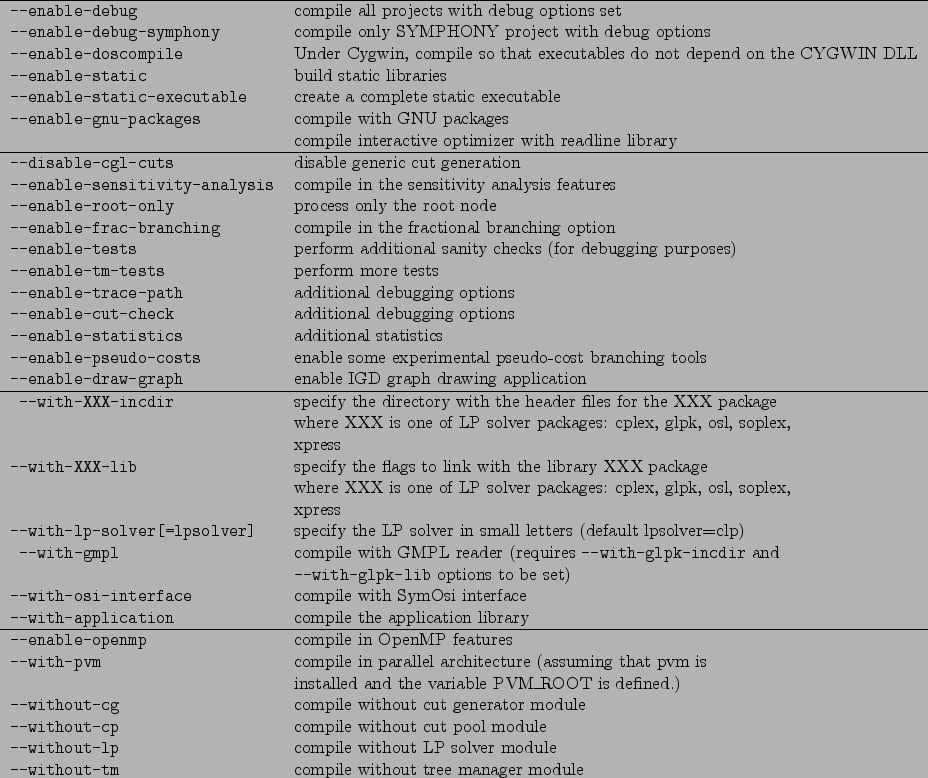 --enable-debug compile all projects with debug options set
--enable-debug-symphony compile only SYMPHONY project with debug options
--enable-doscompile Under Cygwin, compile so that executables do not depend on the CYGWIN DLL
--enable-static build static libraries
--enable-static-executable create a complete static executable
--enable-gnu-packages compile with GNU packages
compile interactive optimizer with readline library
--disable-cgl-cuts disable generic cut generation
--enable-sensitivity-analysis compile in the sensitivity analysis features
--enable-root-only process only the root node
--enable-frac-branching compile in the fractional branching option
--enable-tests perform additional sanity checks (for debugging purposes)
--enable-tm-tests perform more tests
--enable-trace-path additional debugging options
--enable-cut-check additional debugging options
--enable-statistics additional statistics
--enable-pseudo-costs enable some experimental pseudo-cost branching tools
--enable-draw-graph enable IGD graph drawing application
--with-XXX-incdir specify the directory with the header files for the XXX package
where XXX is one of LP solver packages: cplex, glpk, osl, soplex,
xpress
--with-XXX-lib specify the flags to link with the library XXX package
where XXX is one of LP solver packages: cplex, glpk, osl, soplex,
xpress
--with-lp-solver[=lpsolver] specify the LP solver in small letters (default lpsolver=clp)
--with-gmpl compile with GMPL reader (requires --with-glpk-incdir and
--with-glpk-lib options to be set)
--with-osi-interface compile with SymOsi interface
--with-application compile the application library
--enable-openmp compile in OpenMP features
--with-pvm compile in parallel architecture (assuming that pvm is
installed and the variable PVM_ROOT is defined.)
--without-cg compile without cut generator module
--without-cp compile without cut pool module
--without-lp compile without LP solver module
--without-tm compile without tree manager module